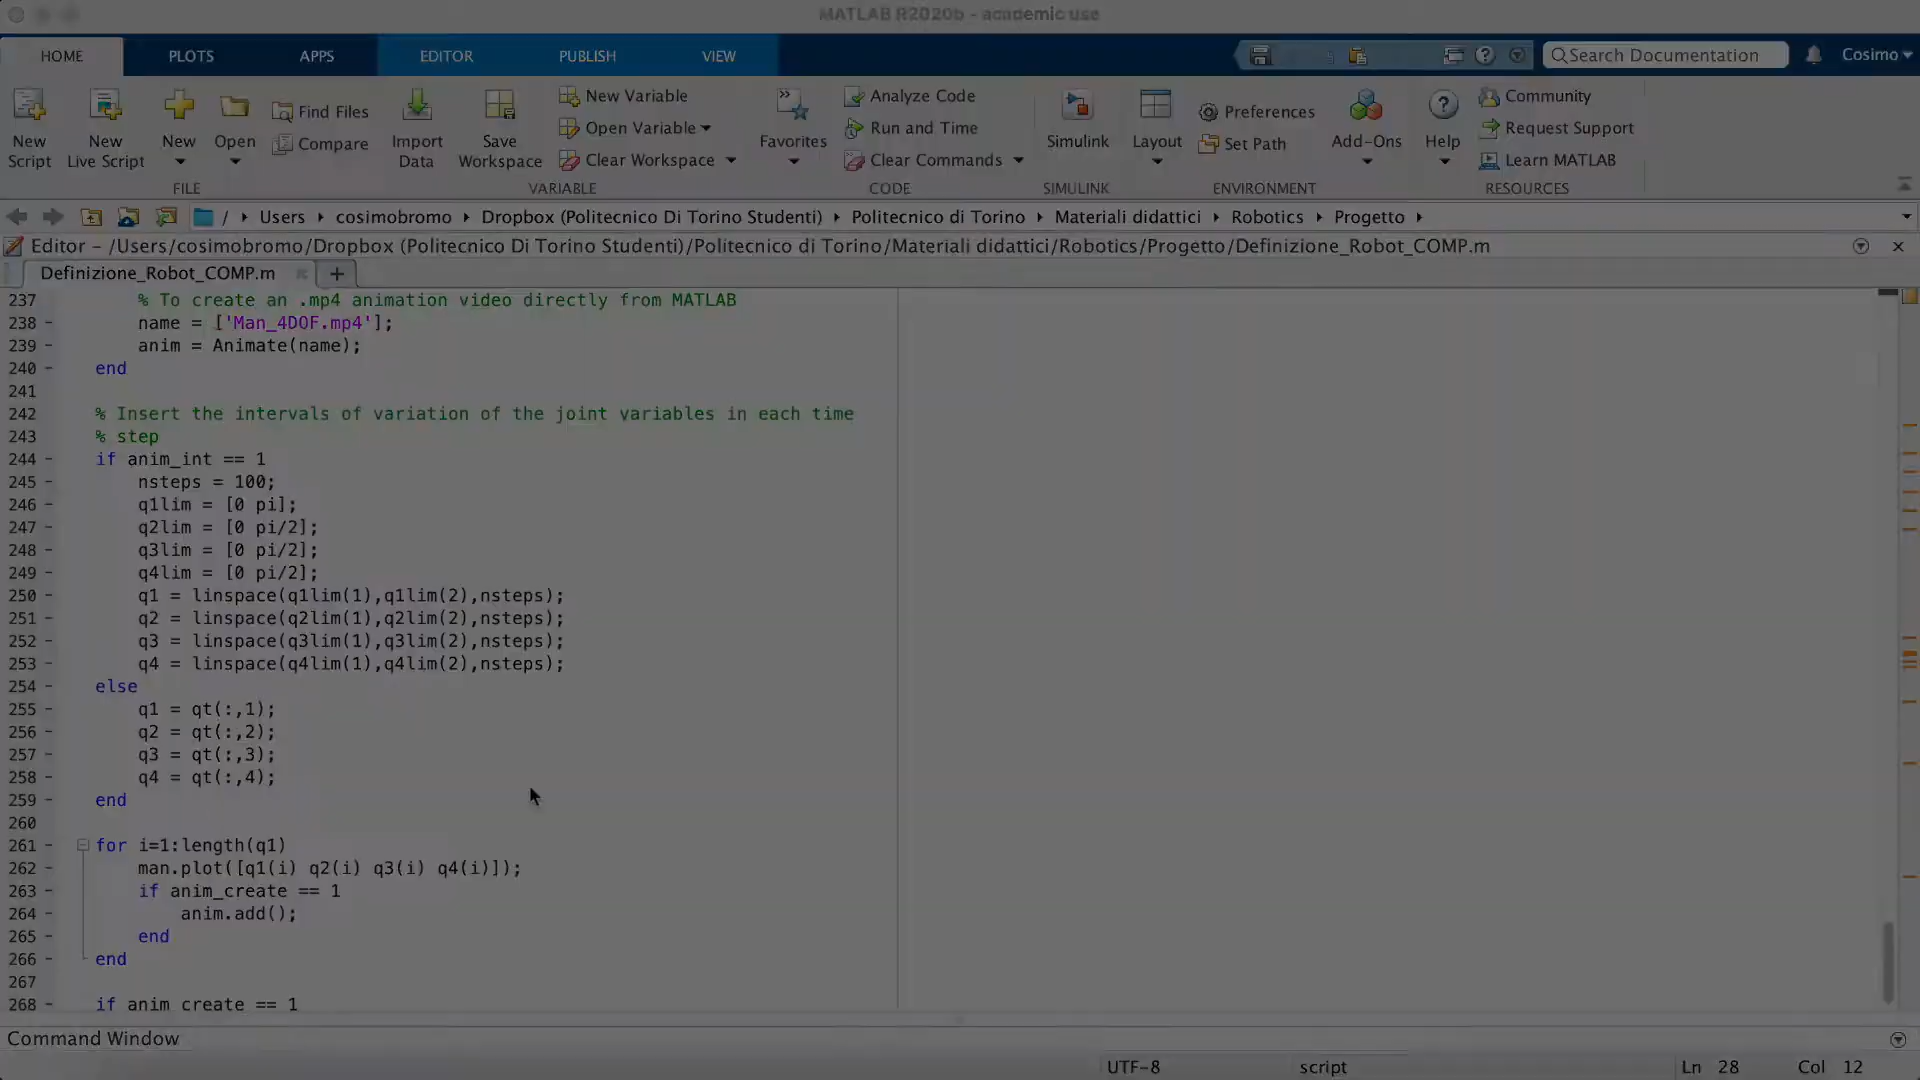 MATLAB R2020b - academic use
HOME PLOTS APPS EDITOR PUBLISH VIEW Search Documentation Cosimo
New Script
New Live Script
New
Open
Find Files
Compare
Import Data
Save Workspace
New Variable
Open Variable
Clear Workspace
Favorites
Analyze Code
Run and Time
Clear Commands
Simulink
Layout
Preferences
Set Path
Add-Ons
Help
Community
Request Support
Learn MATLAB
FILE VARIABLE CODE SIMULINK ENVIRONMENT RESOURCES
/ Users cosimobromo Dropbox (Politecnico Di Torino Studenti) Politecnico di Torino Materiali didattici Robotics Progetto
Editor - /Users/cosimobromo/Dropbox (Politecnico Di Torino Studenti)/Politecnico di Torino/Materiali didattici/Robotics/Progetto/Definizione_Robot_COMP.m
Definizione_Robot_COMP.m +
237 % To create an .mp4 animation video directly from MATLAB
238 - name = ['Man_4DOF.mp4'];
239 - anim = Animate(name);
240 - end
241
242 % Insert the intervals of variation of the joint variables in each time
243 % step
244 - if anim_int == 1
245 - nsteps = 100;
246 - q1lim = [0 pi];
247 - q2lim = [0 pi/2];
248 - q3lim = [0 pi/2];
249 - q4lim = [0 pi/2];
250 - q1 = linspace(q1lim(1),q1lim(2),nsteps);
251 - q2 = linspace(q2lim(1),q2lim(2),nsteps);
252 - q3 = linspace(q3lim(1),q3lim(2),nsteps);
253 - q4 = linspace(q4lim(1),q4lim(2),nsteps);
254 - else
255 - q1 = qt(:,1);
256 - q2 = qt(:,2);
257 - q3 = qt(:,3);
258 - q4 = qt(:,4);
259 - end
260
261 - for i=1:length(q1)
262 - man.plot([q1(i) q2(i) q3(i) q4(i)]);
263 - if anim_create == 1
264 - anim.add();
265 - end
266 - end
267
268 - if anim_create == 1
Command Window
UTF-8 script Ln 28 Col 12